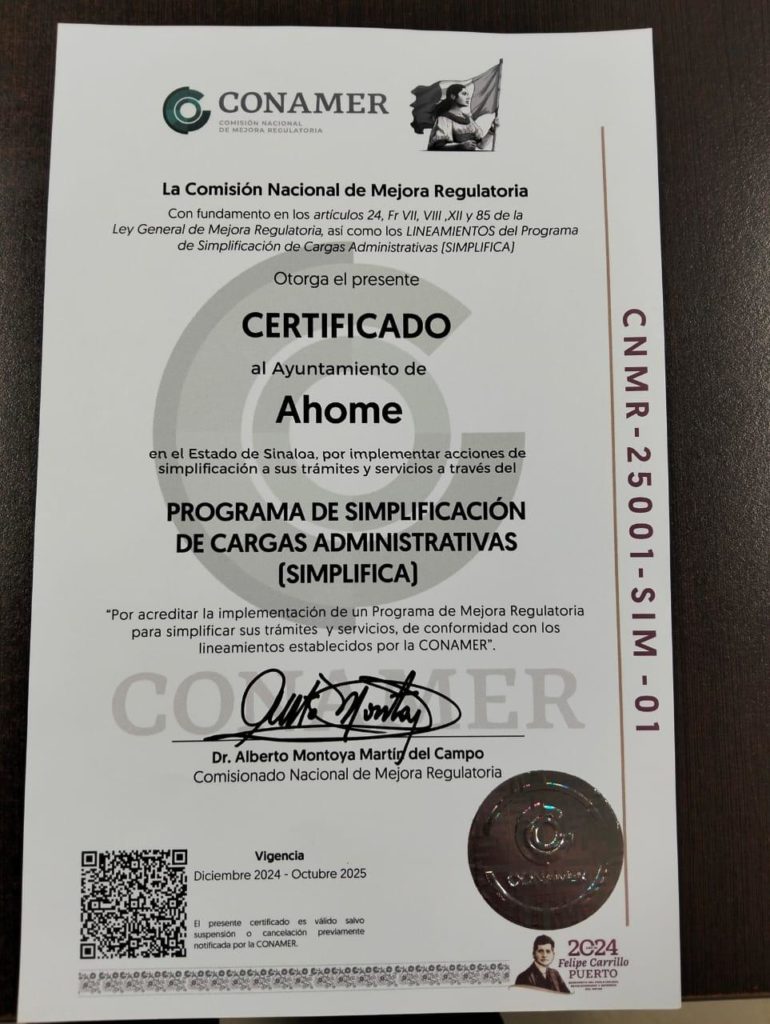 CONAMER
COMISIÓN NACIONAL
DE MEJORA REGULATORIA
La Comisión Nacional de Mejora Regulatoria
Con fundamento en los artículos 24, Fr VII, VIII ,XII y 85 de la
Ley General de Mejora Regulatoria, así como los LINEAMIENTOS del Programa
de Simplificación de Cargas Administrativas (SIMPLIFICA)
Otorga el presente
CERTIFICADO
al Ayuntamiento de
Ahome
en el Estado de Sinaloa, por implementar acciones de
simplificación a sus trámites y servicios a través del
PROGRAMA DE SIMPLIFICACIÓN
DE CARGAS ADMINISTRATIVAS
(SIMPLIFICA)
“Por acreditar la implementación de un Programa de Mejora Regulatoria
para simplificar sus trámites y servicios, de conformidad con los
lineamientos establecidos por la CONAMER”.
CONAMER
Dr. Alberto Montoya Martín del Campo
Comisionado Nacional de Mejora Regulatoria
CNMR-25001-SIM-01
Vigencia
Diciembre 2024 - Octubre 2025
El presente certificado es válido salvo
suspensión o cancelación previamente
notificada por la CONAMER.
CONAMER
2024
Felipe Carrillo
PUERTO